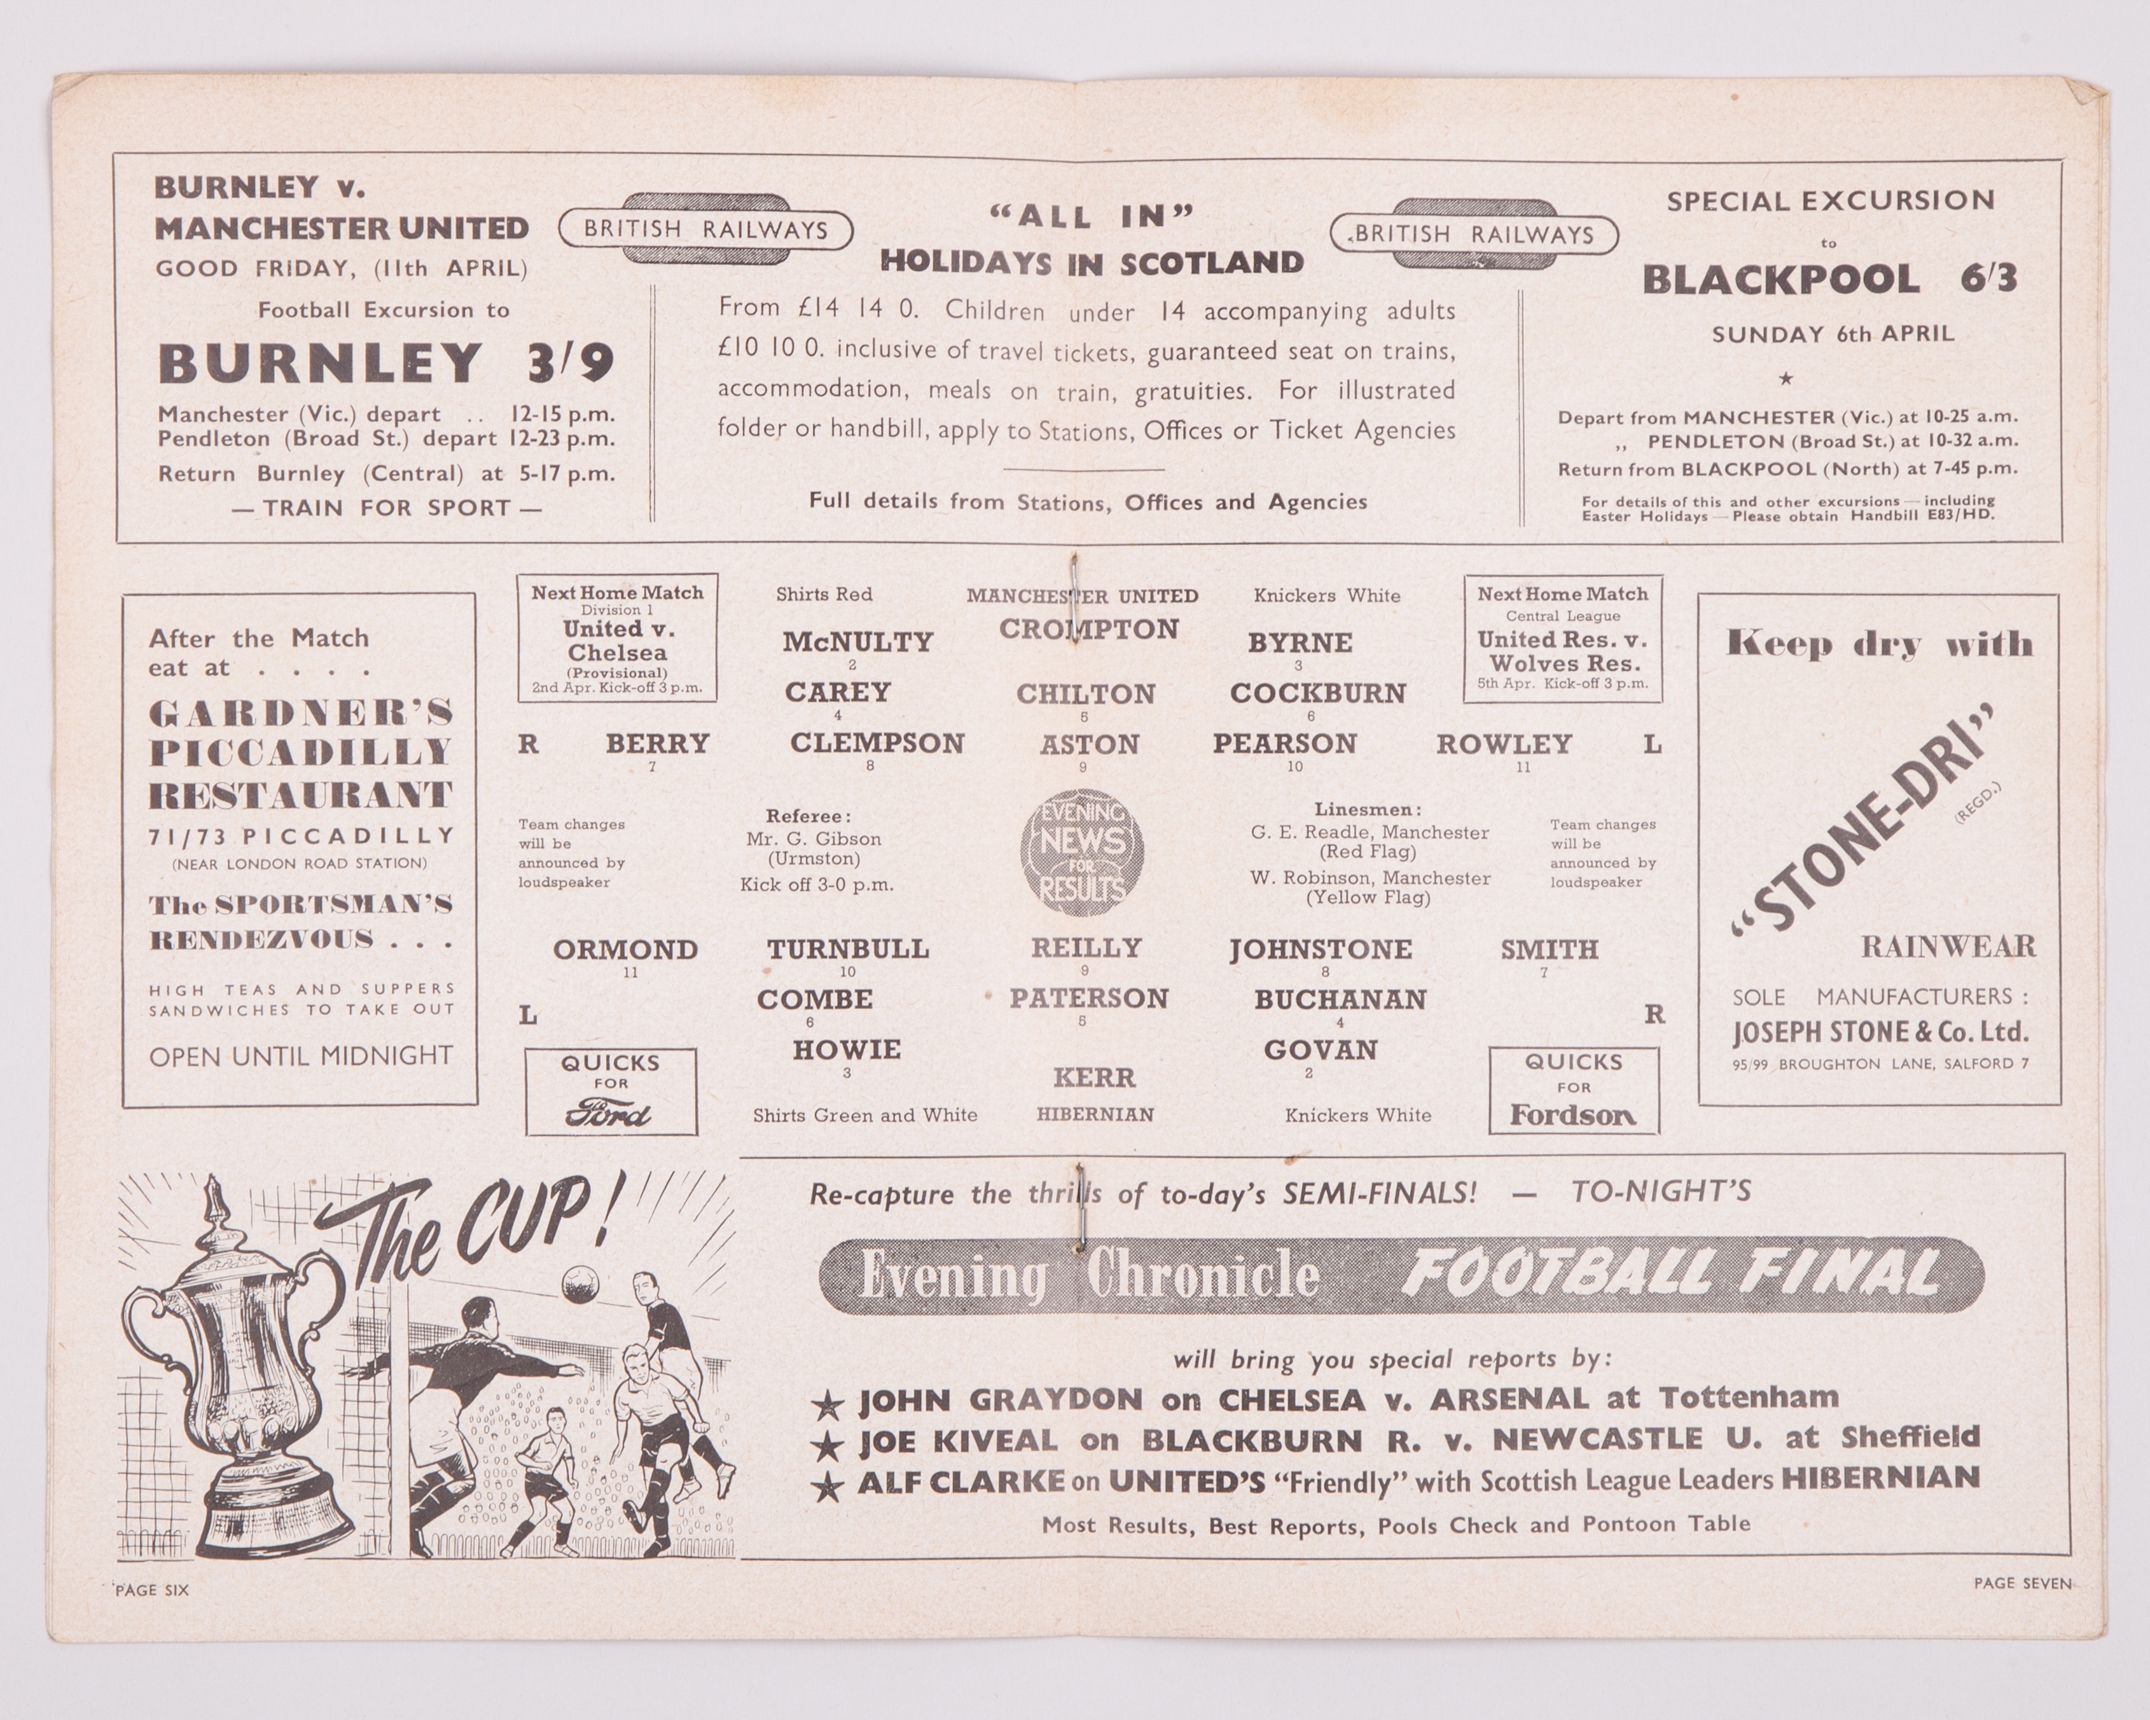 BURNLEY v.
MANCHESTER UNITED
GOOD FRIDAY, (11th APRIL)
Football Excursion to
BURNLEY 3/9
Manchester (Vic.) depart .. 12-15 p.m.
Pendleton (Broad St.) depart 12-23 p.m.
Return Burnley (Central) at 5-17 p.m.
— TRAIN FOR SPORT —
BRITISH RAILWAYS
"ALL IN"
HOLIDAYS IN SCOTLAND
BRITISH RAILWAYS
From £14 14 0. Children under 14 accompanying adults
£10 10 0. inclusive of travel tickets, guaranteed seat on trains,
accommodation, meals on train, gratuities. For illustrated
folder or handbill, apply to Stations, Offices or Ticket Agencies
Full details from Stations, Offices and Agencies
SPECIAL EXCURSION
to
BLACKPOOL 6/3
SUNDAY 6th APRIL
★
Depart from MANCHESTER (Vic.) at 10-25 a.m.
,, PENDLETON (Broad St.) at 10-32 a.m.
Return from BLACKPOOL (North) at 7-45 p.m.
For details of this and other excursions — including
Easter Holidays — Please obtain Handbill E83/HD.
After the Match
eat at . . . .
GARDNER'S
PICCADILLY
RESTAURANT
71/73 PICCADILLY
(NEAR LONDON ROAD STATION)
The SPORTSMAN'S
RENDEZVOUS . . .
HIGH TEAS AND SUPPERS
SANDWICHES TO TAKE OUT
OPEN UNTIL MIDNIGHT
Next Home Match
Division 1
United v.
Chelsea
(Provisional)
2nd Apr. Kick-off 3 p.m.
Shirts Red MANCHESTER UNITED Knickers White
CROMPTON
McNULTY BYRNE
2 3
CAREY CHILTON COCKBURN
4 5 6
R BERRY CLEMPSON ASTON PEARSON ROWLEY L
7 8 9 10 11
Next Home Match
Central League
United Res. v.
Wolves Res.
5th Apr. Kick-off 3 p.m.
Team changes
will be
announced by
loudspeaker
Referee:
Mr. G. Gibson
(Urmston)
Kick off 3-0 p.m.
EVENING
NEWS
FOR
RESULTS
Linesmen:
G. E. Readle, Manchester
(Red Flag)
W. Robinson, Manchester
(Yellow Flag)
Team changes
will be
announced by
loudspeaker
ORMOND TURNBULL REILLY JOHNSTONE SMITH
11 10 9 8 7
COMBE PATERSON BUCHANAN
6 5 4
L R
HOWIE GOVAN
3 2
KERR
Shirts Green and White HIBERNIAN Knickers White
QUICKS
FOR
Ford
QUICKS
FOR
Fordson
Keep dry with
"STONE-DRI"
(REGD.)
RAINWEAR
SOLE MANUFACTURERS:
JOSEPH STONE & Co. Ltd.
95/99 BROUGHTON LANE, SALFORD 7
The CUP!
Re-capture the thrills of to-day's SEMI-FINALS! — TO-NIGHT'S
Evening Chronicle FOOTBALL FINAL
will bring you special reports by:
★ JOHN GRAYDON on CHELSEA v. ARSENAL at Tottenham
★ JOE KIVEAL on BLACKBURN R. v. NEWCASTLE U. at Sheffield
★ ALF CLARKE on UNITED'S "Friendly" with Scottish League Leaders HIBERNIAN
Most Results, Best Reports, Pools Check and Pontoon Table
PAGE SIX
PAGE SEVEN